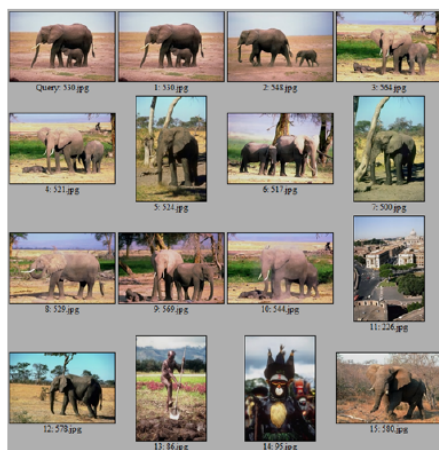 Query: 530.jpg
1: 530.jpg
2: 548.jpg
3: 564.jpg
4: 521.jpg
5: 524.jpg
6: 517.jpg
7: 500.jpg
8: 529.jpg
9: 569.jpg
10: 544.jpg
11: 226.jpg
12: 578.jpg
13: 86.jpg
14: 95.jpg
15: 580.jpg